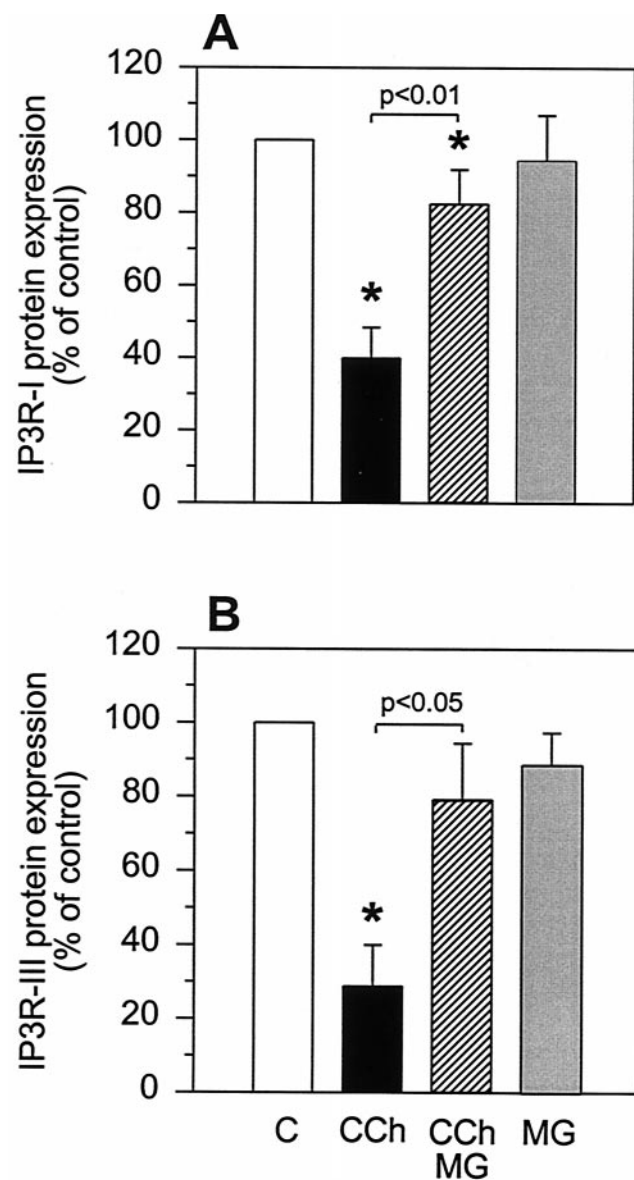 A
IP3R-I protein expression
(% of control)
120
100
80
60
40
20
0
p<0.01
*
*
B
IP3R-III protein expression
(% of control)
120
100
80
60
40
20
0
p<0.05
*
C
CCh
CCh
MG
MG